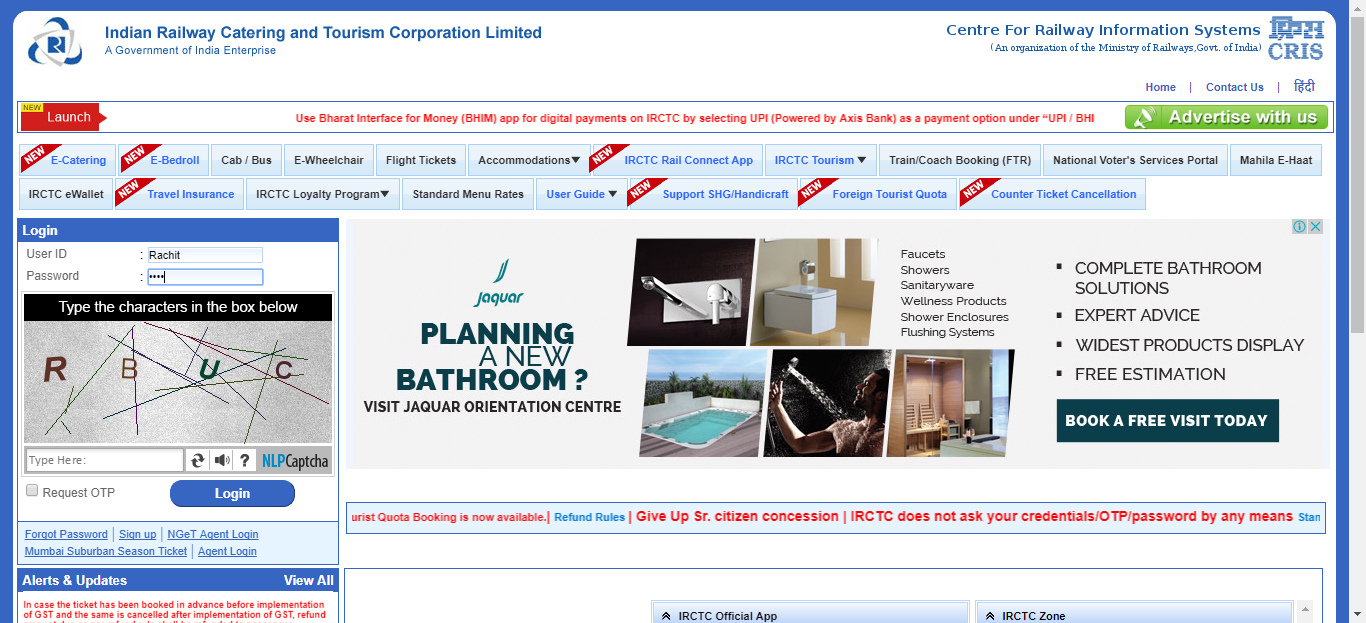 Indian Railway Catering and Tourism Corporation Limited
A Government of India Enterprise
Centre For Railway Information Systems
(An organization of the Ministry of Railways,Govt. of India)
CRIS
Home | Contact Us | हिंदी
NEW
Launch
Use Bharat Interface for Money (BHIM) app for digital payments on IRCTC by selecting UPI (Powered by Axis Bank) as a payment option under “UPI / BHI
Advertise with us
NEW E-Catering NEW E-Bedroll Cab / Bus E-Wheelchair Flight Tickets Accommodations▼ NEW IRCTC Rail Connect App IRCTC Tourism ▼ Train/Coach Booking (FTR) National Voter's Services Portal Mahila E-Haat
IRCTC eWallet NEW Travel Insurance IRCTC Loyalty Program▼ Standard Menu Rates User Guide ▼ NEW Support SHG/Handicraft NEW Foreign Tourist Quota NEW Counter Ticket Cancellation
Login
User ID : Rachit
Password : ••••
Type the characters in the box below
R B U C
Type Here: ? NLPCaptcha
Request OTP Login
Forgot Password | Sign up | NGeT Agent Login
Mumbai Suburban Season Ticket | Agent Login
Alerts & Updates View All
In case the ticket has been booked in advance before implementation
of GST and the same is cancelled after implementation of GST, refund
Jaquar
PLANNING
A NEW
BATHROOM ?
VISIT JAQUAR ORIENTATION CENTRE
Faucets
Showers
Sanitaryware
Wellness Products
Shower Enclosures
Flushing Systems
▪ COMPLETE BATHROOM
SOLUTIONS
▪ EXPERT ADVICE
▪ WIDEST PRODUCTS DISPLAY
▪ FREE ESTIMATION
BOOK A FREE VISIT TODAY
urist Quota Booking is now available.| Refund Rules | Give Up Sr. citizen concession | IRCTC does not ask your credentials/OTP/password by any means Stan
IRCTC Official App
IRCTC Zone